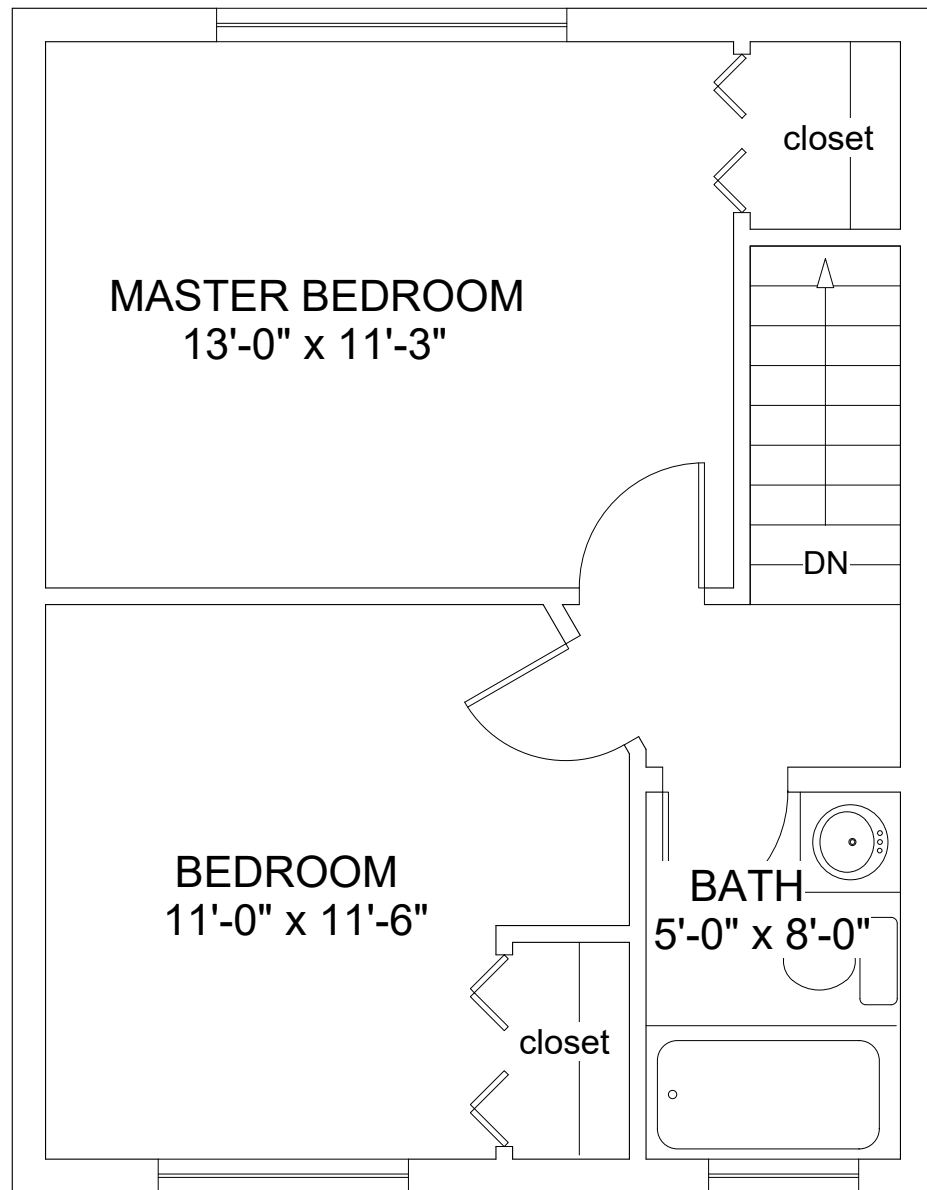 closet
MASTER BEDROOM
13'-0" x 11'-3"
DN
BEDROOM
11'-0" x 11'-6"
BATH
5'-0" x 8'-0"
closet